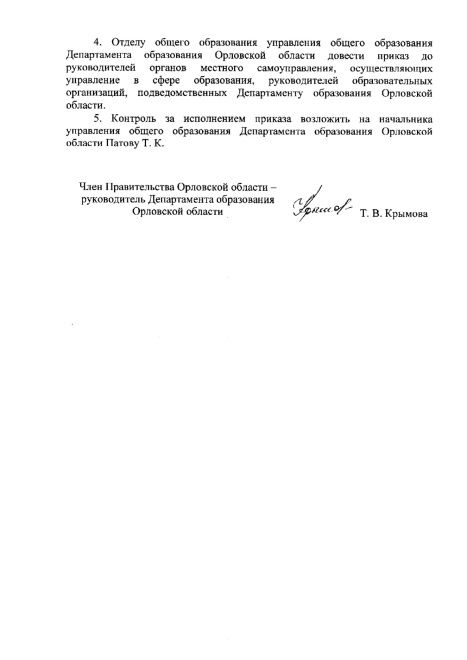 4. Отделу общего образования управления общего образования
Департамента образования Орловской области довести приказ до
руководителей органов местного самоуправления, осуществляющих
управление в сфере образования, руководителей образовательных
организаций, подведомственных Департаменту образования Орловской
области.
5. Контроль за исполнением приказа возложить на начальника
управления общего образования Департамента образования Орловской
области Патову Т. К.
Член Правительства Орловской области –
руководитель Департамента образования
Орловской области
Т. В. Крымова